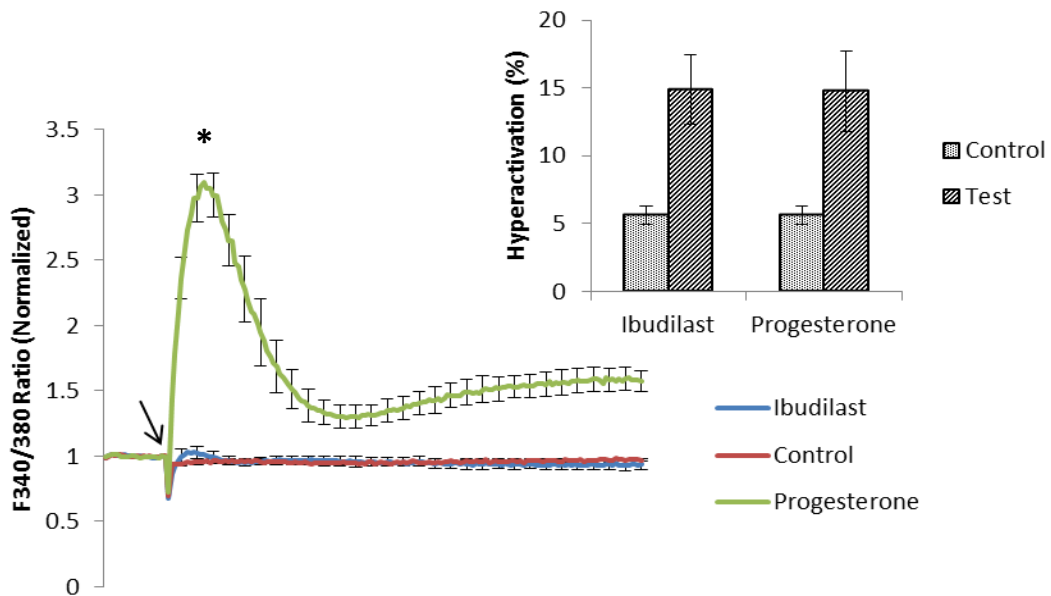 F340/380 Ratio (Normalized)
3.5
3
2.5
2
1.5
1
0.5
0
*
Hyperactivation (%)
20
15
10
5
0
Ibudilast Progesterone
Control
Test
Ibudilast
Control
Progesterone